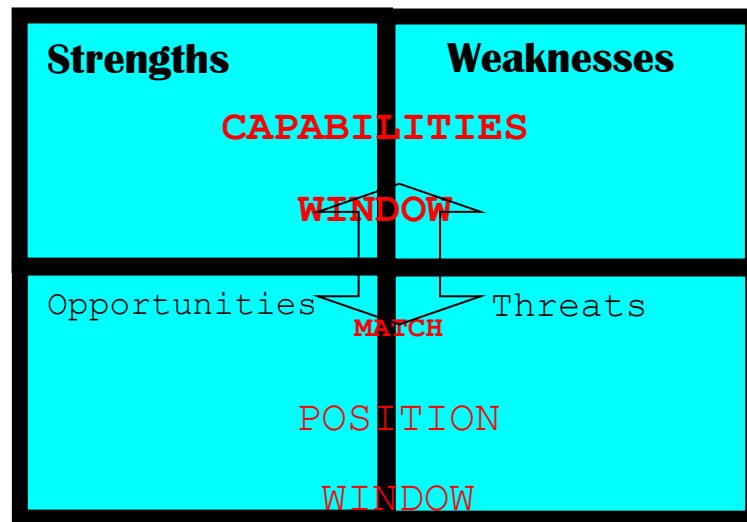 Strengths
Weaknesses
CAPABILITIES
WINDOW
Opportunities
Threats
MATCH
POSITION
WINDOW